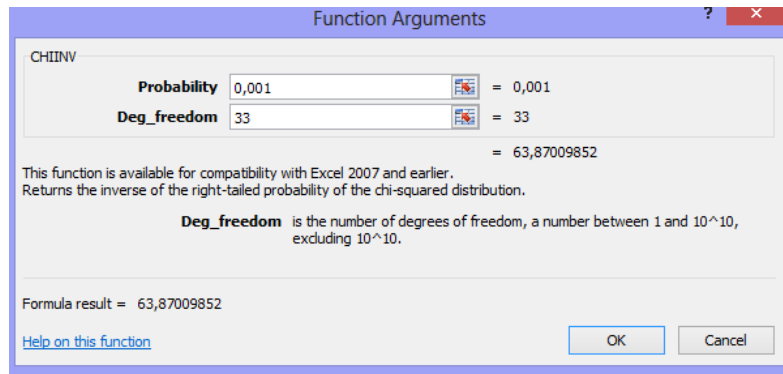 Function Arguments ? ×
CHIINV
Probability 0,001 = 0,001
Deg_freedom 33 = 33
= 63,87009852
This function is available for compatibility with Excel 2007 and earlier.
Returns the inverse of the right-tailed probability of the chi-squared distribution.
Deg_freedom is the number of degrees of freedom, a number between 1 and 10^10,
excluding 10^10.
Formula result = 63,87009852
Help on this function OK Cancel